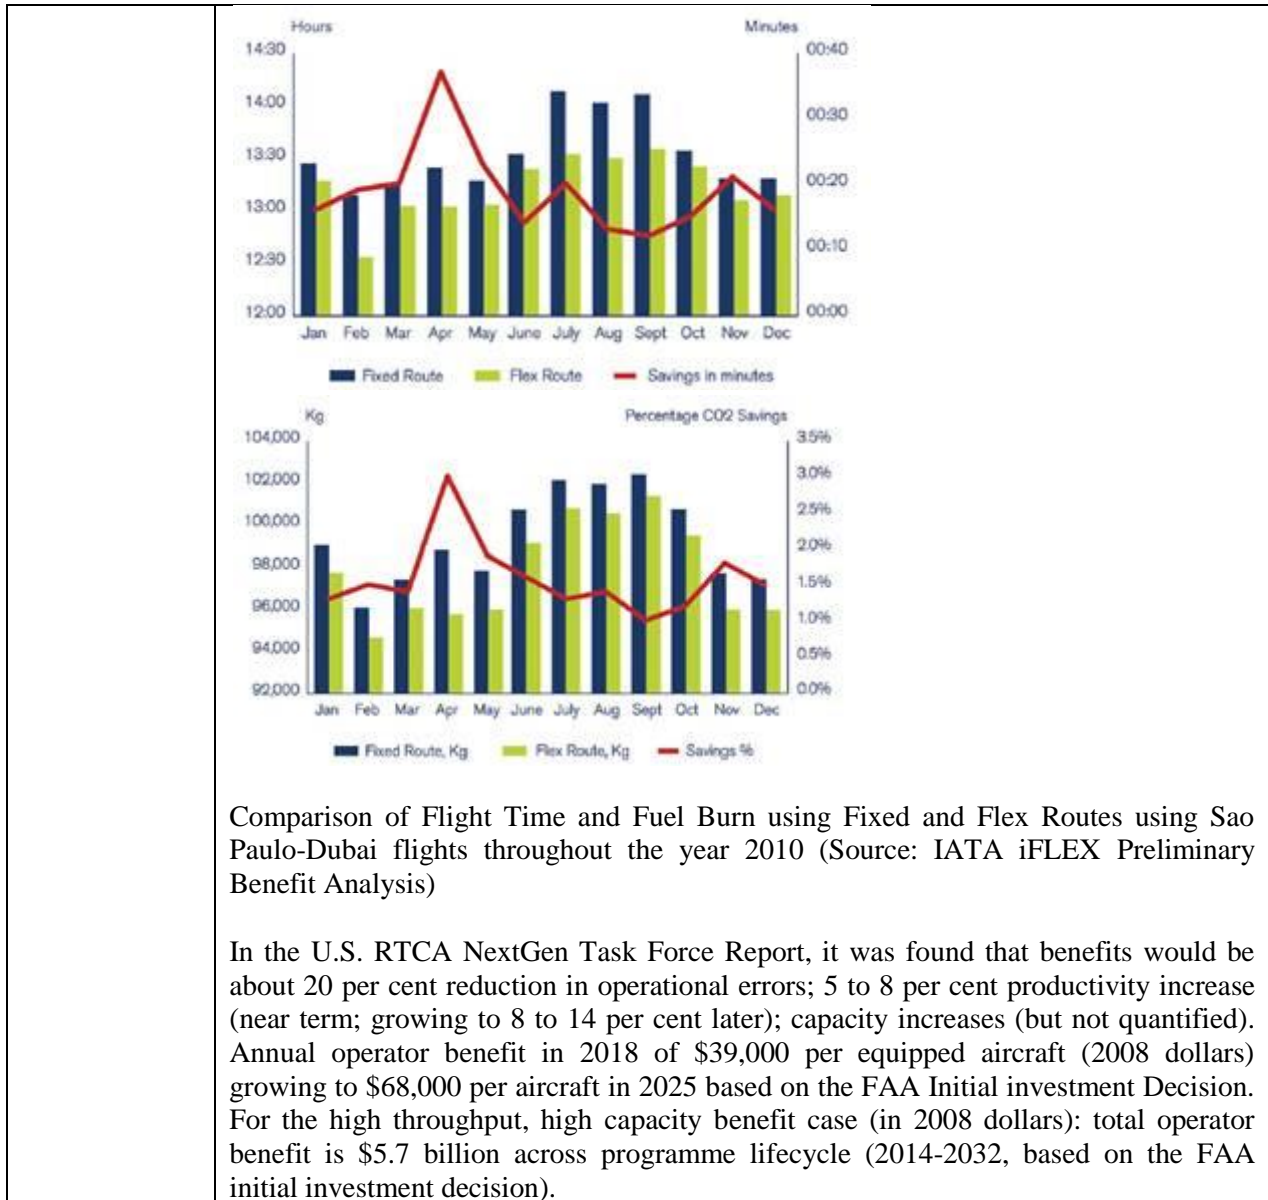 Hours Minutes
14:30 00:40
14:00
00:30
13:30
00:20
13:00
00:10
12:30
12:00 00:00
Jan Feb Mar Apr May June July Aug Sept Oct Nov Dec
Fixed Route Flex Route Savings in minutes
Kg Percentage CO2 Savings
104,000 3.5%
102,000 3.0%
2.5%
100,000
2.0%
98,000
1.5%
96,000
1.0%
94,000
0.5%
92,000 0.0%
Jan Feb Mar Apr May June July Aug Sept Oct Nov Dec
Fixed Route, Kg Flex Route, Kg Savings %
Comparison of Flight Time and Fuel Burn using Fixed and Flex Routes using Sao
Paulo-Dubai flights throughout the year 2010 (Source: IATA iFLEX Preliminary
Benefit Analysis)
In the U.S. RTCA NextGen Task Force Report, it was found that benefits would be
about 20 per cent reduction in operational errors; 5 to 8 per cent productivity increase
(near term; growing to 8 to 14 per cent later); capacity increases (but not quantified).
Annual operator benefit in 2018 of $39,000 per equipped aircraft (2008 dollars)
growing to $68,000 per aircraft in 2025 based on the FAA Initial investment Decision.
For the high throughput, high capacity benefit case (in 2008 dollars): total operator
benefit is $5.7 billion across programme lifecycle (2014-2032, based on the FAA
initial investment decision).